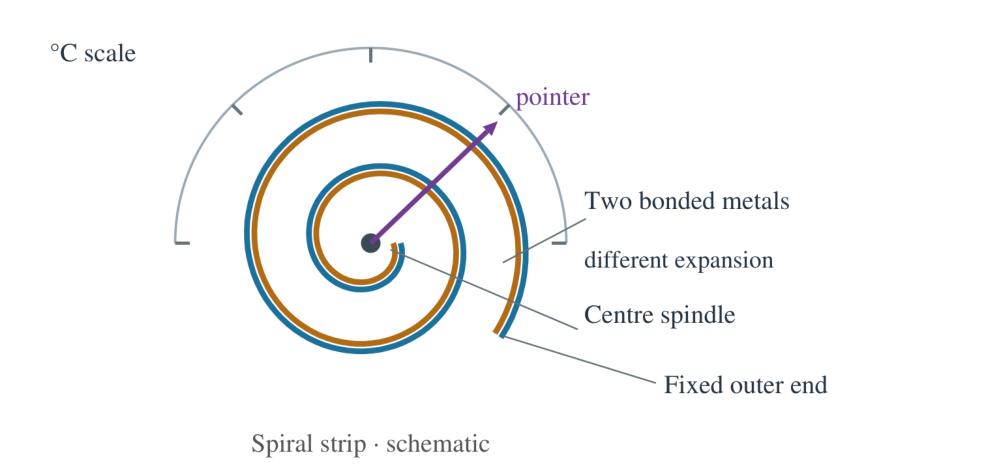 °C scale
pointer
Two bonded metals
different expansion
Centre spindle
Fixed outer end
Spiral strip · schematic